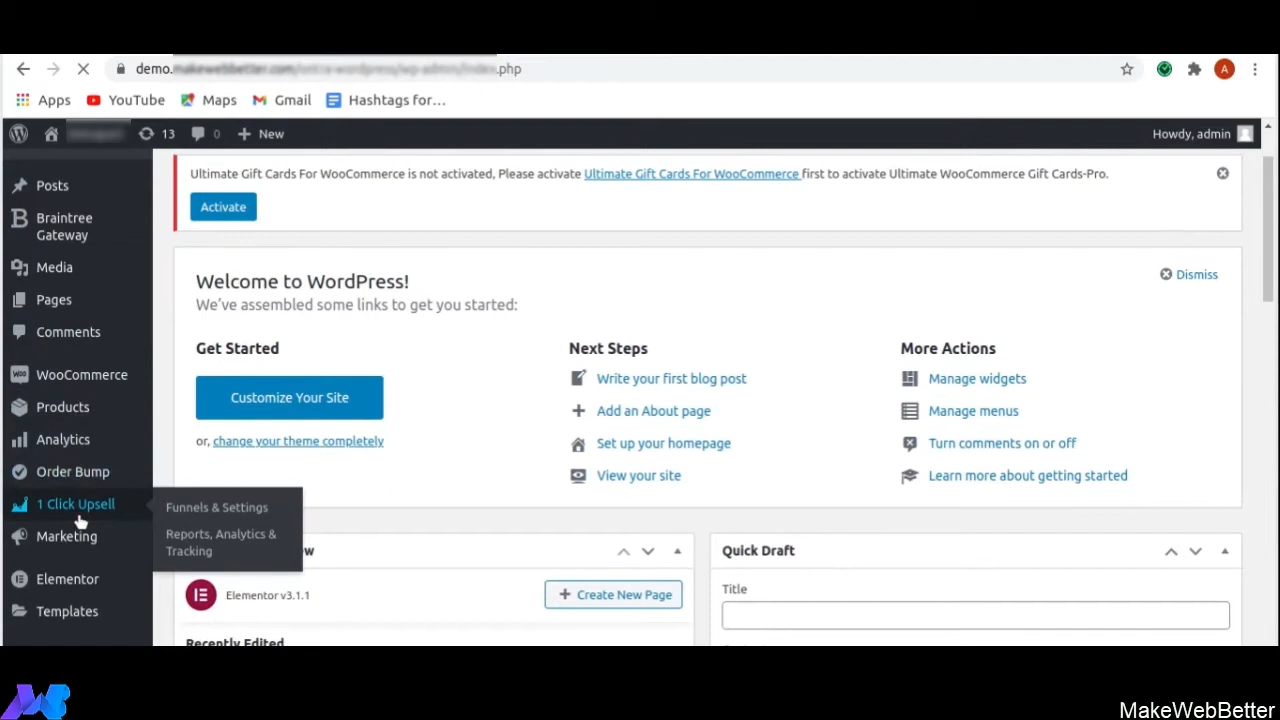 demo. .php
Apps YouTube Maps Gmail Hashtags for…
13 0 New Howdy, admin
Posts
Braintree
Gateway
Media
Pages
Comments
WooCommerce
Products
Analytics
Order Bump
1 Click Upsell
Marketing
Elementor
Templates
Funnels & Settings
Reports, Analytics &
Tracking
Ultimate Gift Cards For WooCommerce is not activated, Please activate Ultimate Gift Cards For WooCommerce first to activate Ultimate WooCommerce Gift Cards-Pro.
Activate
Welcome to WordPress!
Dismiss
We’ve assembled some links to get you started:
Get Started
Customize Your Site
or, change your theme completely
Next Steps
Write your first blog post
Add an About page
Set up your homepage
View your site
More Actions
Manage widgets
Manage menus
Turn comments on or off
Learn more about getting started
Elementor v3.1.1
Create New Page
Recently Edited
Quick Draft
Title
MakeWebBetter